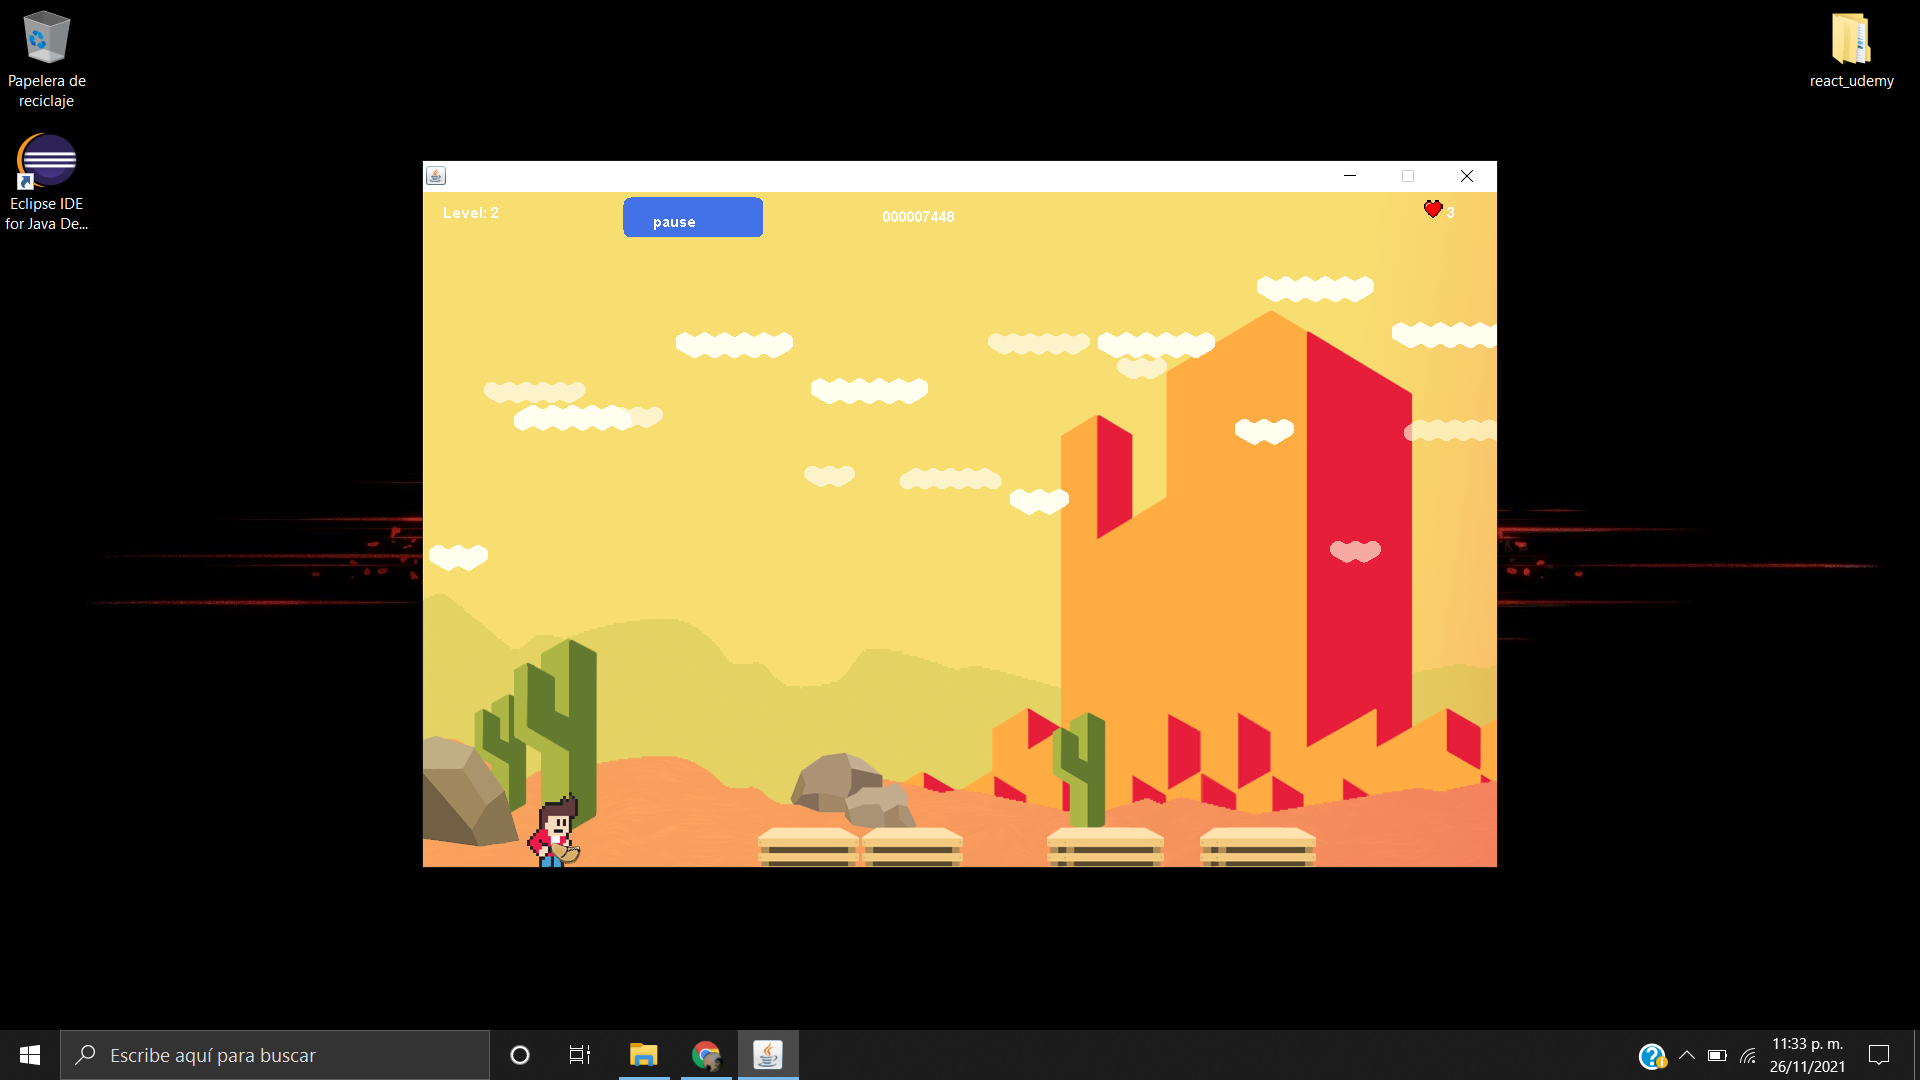 Papelera de
reciclaje
Eclipse IDE
for Java De...
react_udemy
Level: 2
pause
000007448
3
Escribe aquí para buscar
11:33 p. m.
26/11/2021